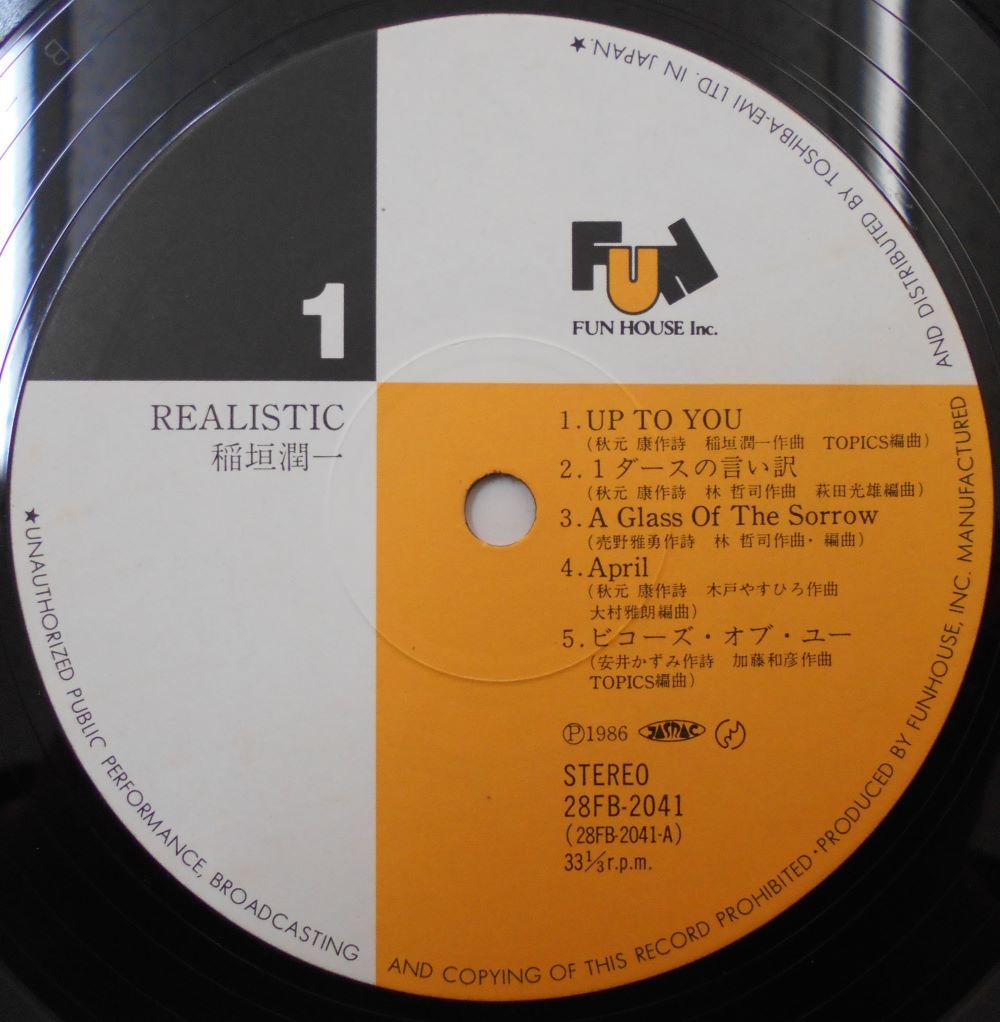 1
FUN
FUN HOUSE Inc.
REALISTIC
稲垣潤一
1.UP TO YOU
(秋元 康作詩 稲垣潤一作曲 TOPICS編曲)
2.1ダースの言い訳
(秋元 康作詩 林 哲司作曲 萩田光雄編曲)
3.A Glass Of The Sorrow
(売野雅勇作詩 林 哲司作曲・編曲)
4.April
(秋元 康作詩 木戸やすひろ作曲
大村雅朗編曲)
5.ビコーズ・オブ・ユー
(安井かずみ作詩 加藤和彦作曲
TOPICS編曲)
Ⓟ1986 JASRAC
STEREO
28FB-2041
(28FB-2041-A)
33⅓r.p.m.
★UNAUTHORIZED PUBLIC PERFORMANCE, BROADCASTING AND COPYING OF THIS RECORD PROHIBITED・PRODUCED BY FUNHOUSE, INC. MANUFACTURED AND DISTRIBUTED BY TOSHIBA-EMI LTD. IN JAPAN.★